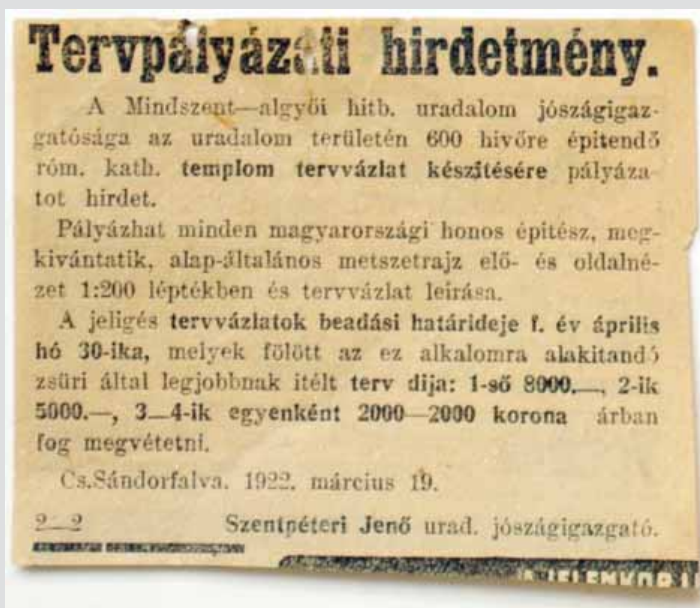 Tervpályázati hirdetmény.
A Mindszent—algyői hitb. uradalom jószágigaz-
gatósága az uradalom területén 600 hivőre épitendő
róm. kath. templom tervvázlat készitésére pályáza-
tot hirdet.
Pályázhat minden magyarországi honos épitész, meg-
kivántatik, alap-általános metszetrajz elő- és oldalné-
zet 1:200 léptékben és tervvázlat leirása.
A jeligés tervvázlatok beadási határideje f. év április
hó 30-ika, melyek fölött az ez alkalomra alakitandó
zsüri által legjobbnak itélt terv dija: 1-ső 8000.—, 2-ik
5000.—, 3—4-ik egyenként 2000—2000 korona árban
fog megvétetni.
Cs.Sándorfalva. 1922. március 19.
2—2 Szentpéteri Jenő urad. jószágigazgató.
A JELENKOR